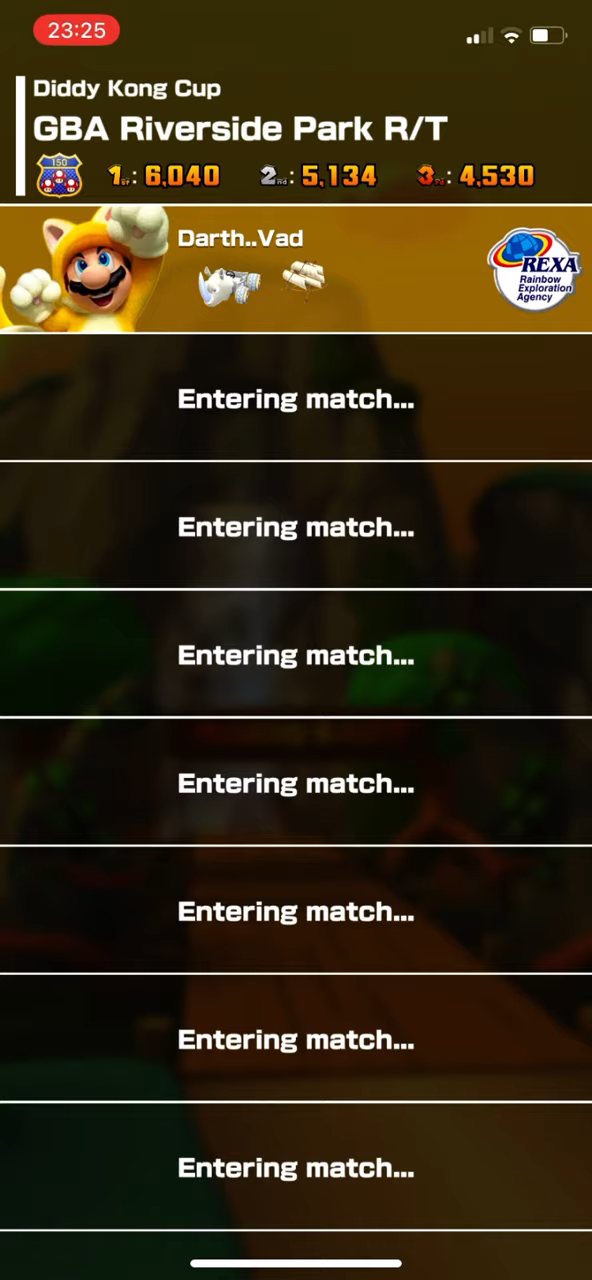 23:25
Diddy Kong Cup
GBA Riverside Park R/T
150 1st: 6,040 2nd: 5,134 3rd: 4,530
Darth..Vad
REXA
Rainbow
Exploration
Agency
Entering match...
Entering match...
Entering match...
Entering match...
Entering match...
Entering match...
Entering match...